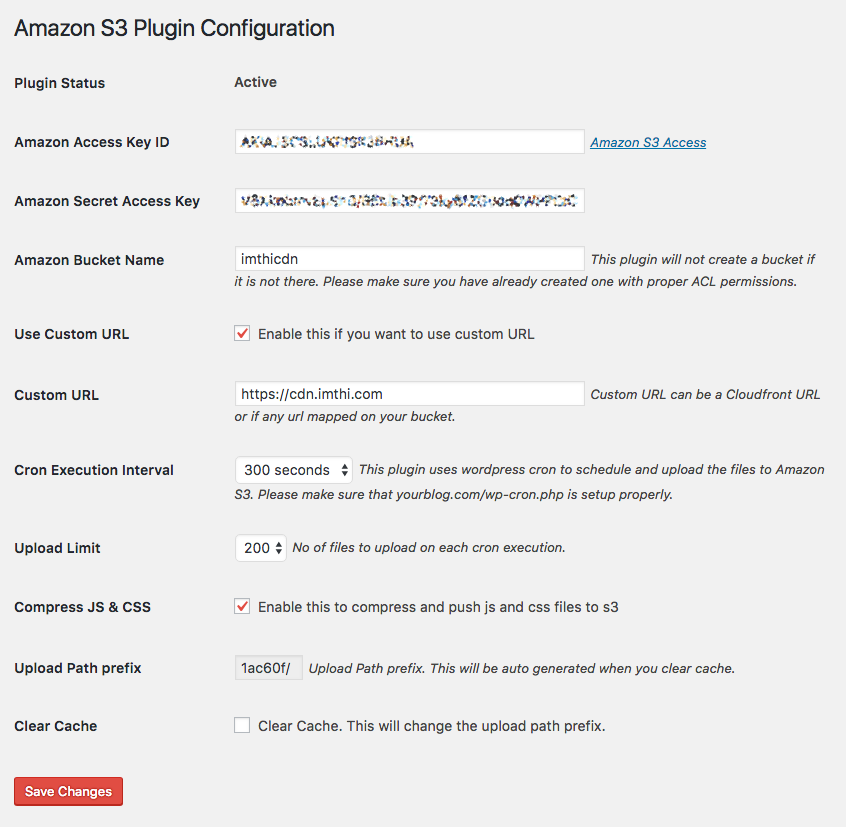 Amazon S3 Plugin Configuration
Plugin Status Active
Amazon Access Key ID Amazon S3 Access
Amazon Secret Access Key
Amazon Bucket Name imthicdn This plugin will not create a bucket if
it is not there. Please make sure you have already created one with proper ACL permissions.
Use Custom URL Enable this if you want to use custom URL
Custom URL https://cdn.imthi.com Custom URL can be a Cloudfront URL
or if any url mapped on your bucket.
Cron Execution Interval 300 seconds This plugin uses wordpress cron to schedule and upload the files to Amazon
S3. Please make sure that yourblog.com/wp-cron.php is setup properly.
Upload Limit 200 No of files to upload on each cron execution.
Compress JS & CSS Enable this to compress and push js and css files to s3
Upload Path prefix 1ac60f/ Upload Path prefix. This will be auto generated when you clear cache.
Clear Cache Clear Cache. This will change the upload path prefix.
Save Changes